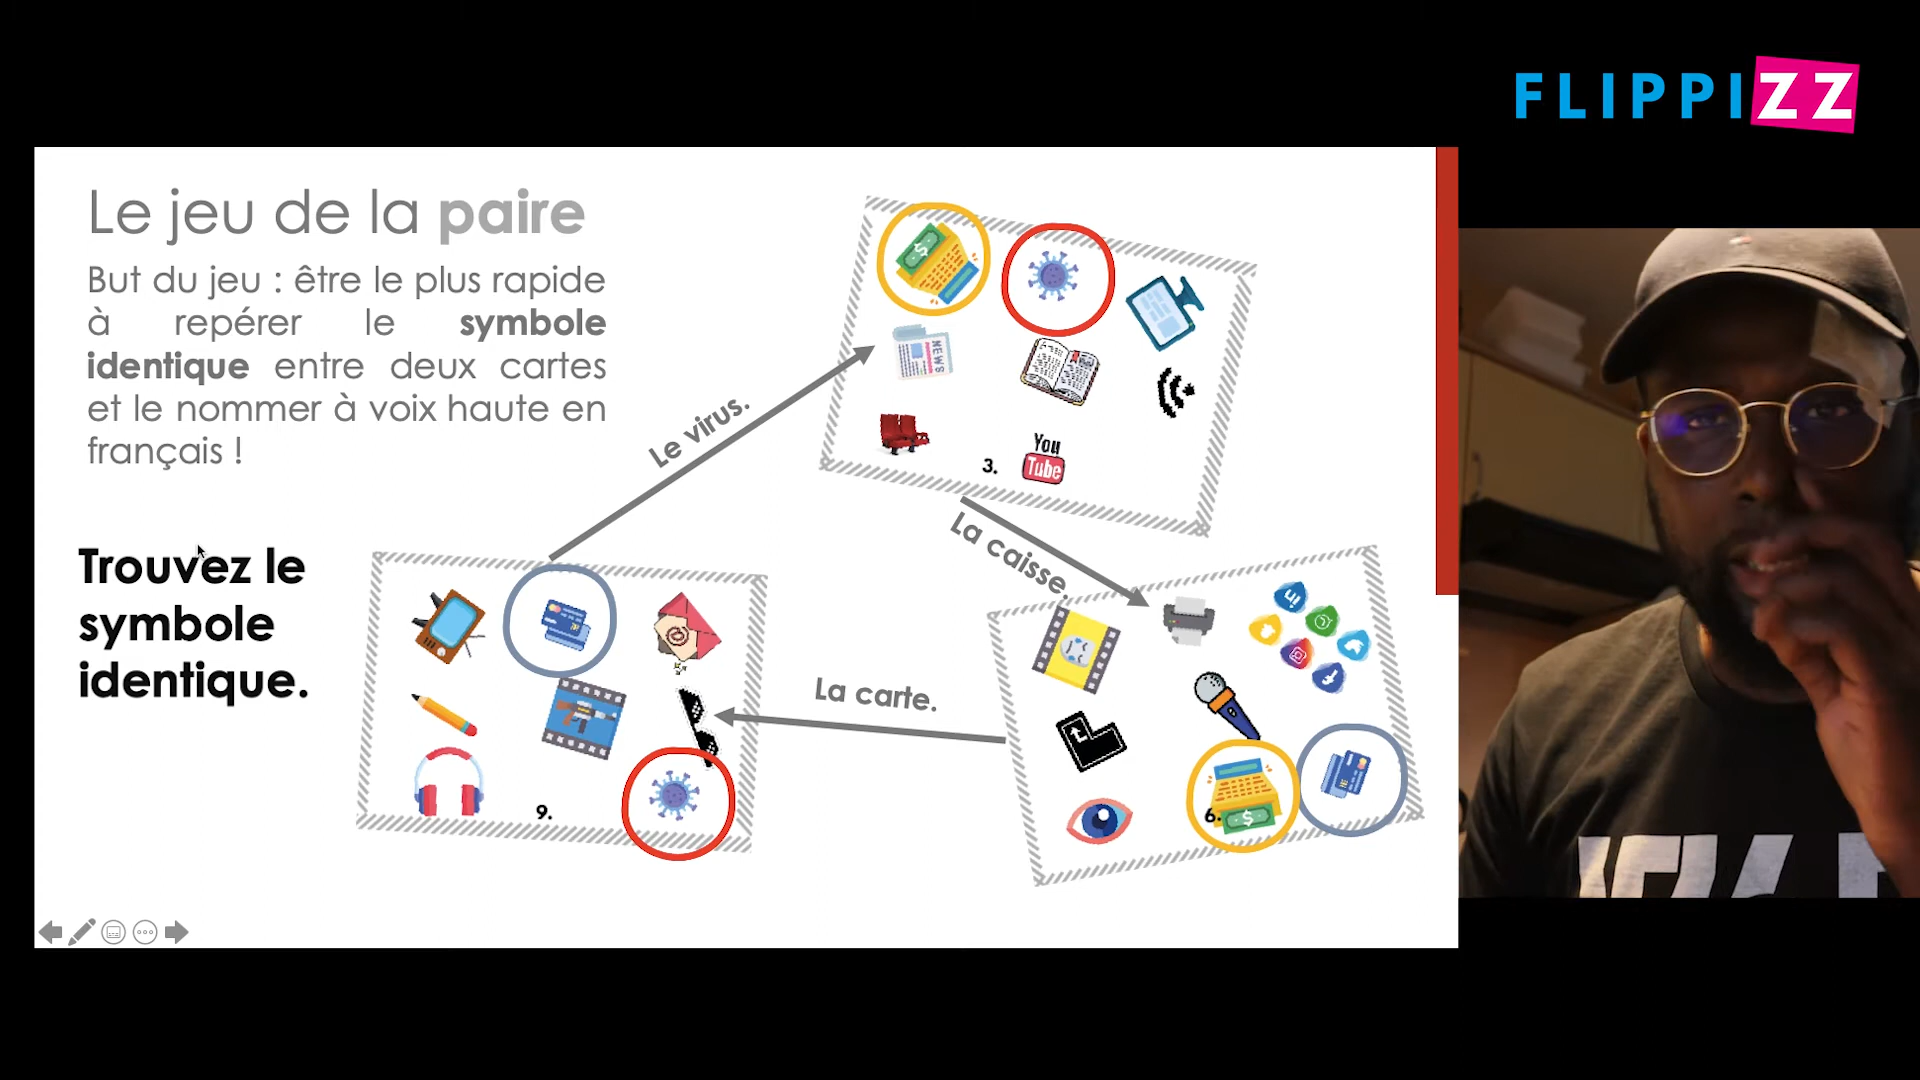 FLIPPIZZ
Le jeu de la paire
But du jeu : être le plus rapide
à repérer le symbole
identique entre deux cartes
et le nommer à voix haute en
français !
Trouvez le
symbole
identique.
Le virus.
La caisse.
La carte.
NEWS
You
Tube
3.
9.
6.